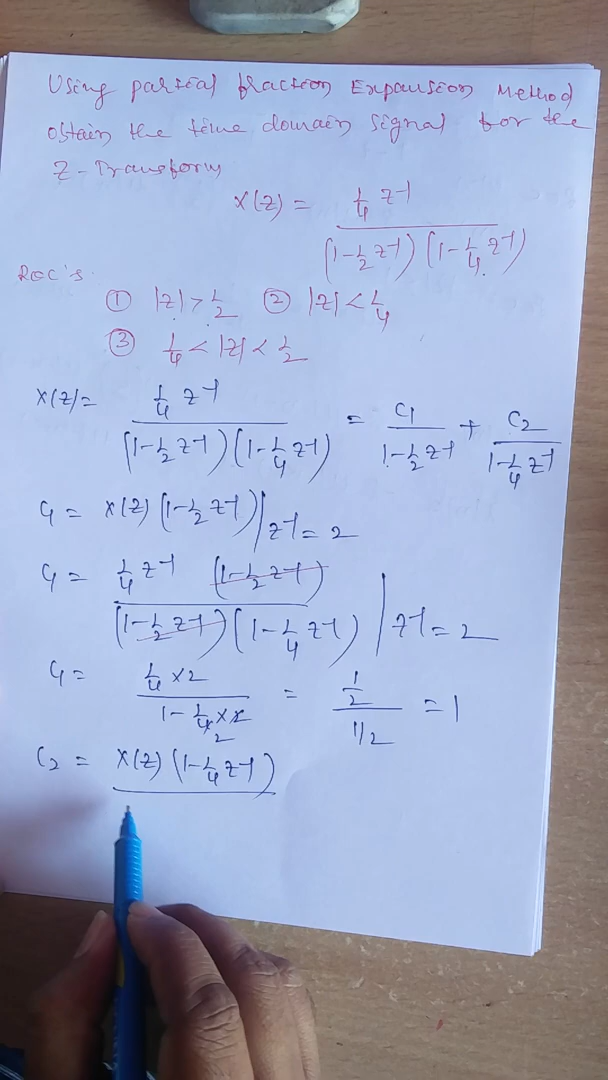 Using partial fraction Expansion Method
obtain the time domain signal for the
Z-Transform
X(Z) = 1/4 z⁻¹ / (1-1/2 z⁻¹)(1-1/4 z⁻¹)
ROC's
① |z|>1/2 ② |z|<1/4
③ 1/4<|z|<1/2
X(Z)= 1/4 z⁻¹ / (1-1/2 z⁻¹)(1-1/4 z⁻¹) = C1 / 1-1/2 z⁻¹ + C2 / 1-1/4 z⁻¹
C1 = X(Z)(1-1/2 z⁻¹)| z⁻¹=2
C1 = 1/4 z⁻¹ (1-1/2 z⁻¹) / (1-1/2 z⁻¹)(1-1/4 z⁻¹) | z⁻¹=2
C1 = 1/4 ×2 / 1-1/4 ×2 = 1/2 / 1/2 = 1
C2 = X(Z)(1-1/4 z⁻¹)